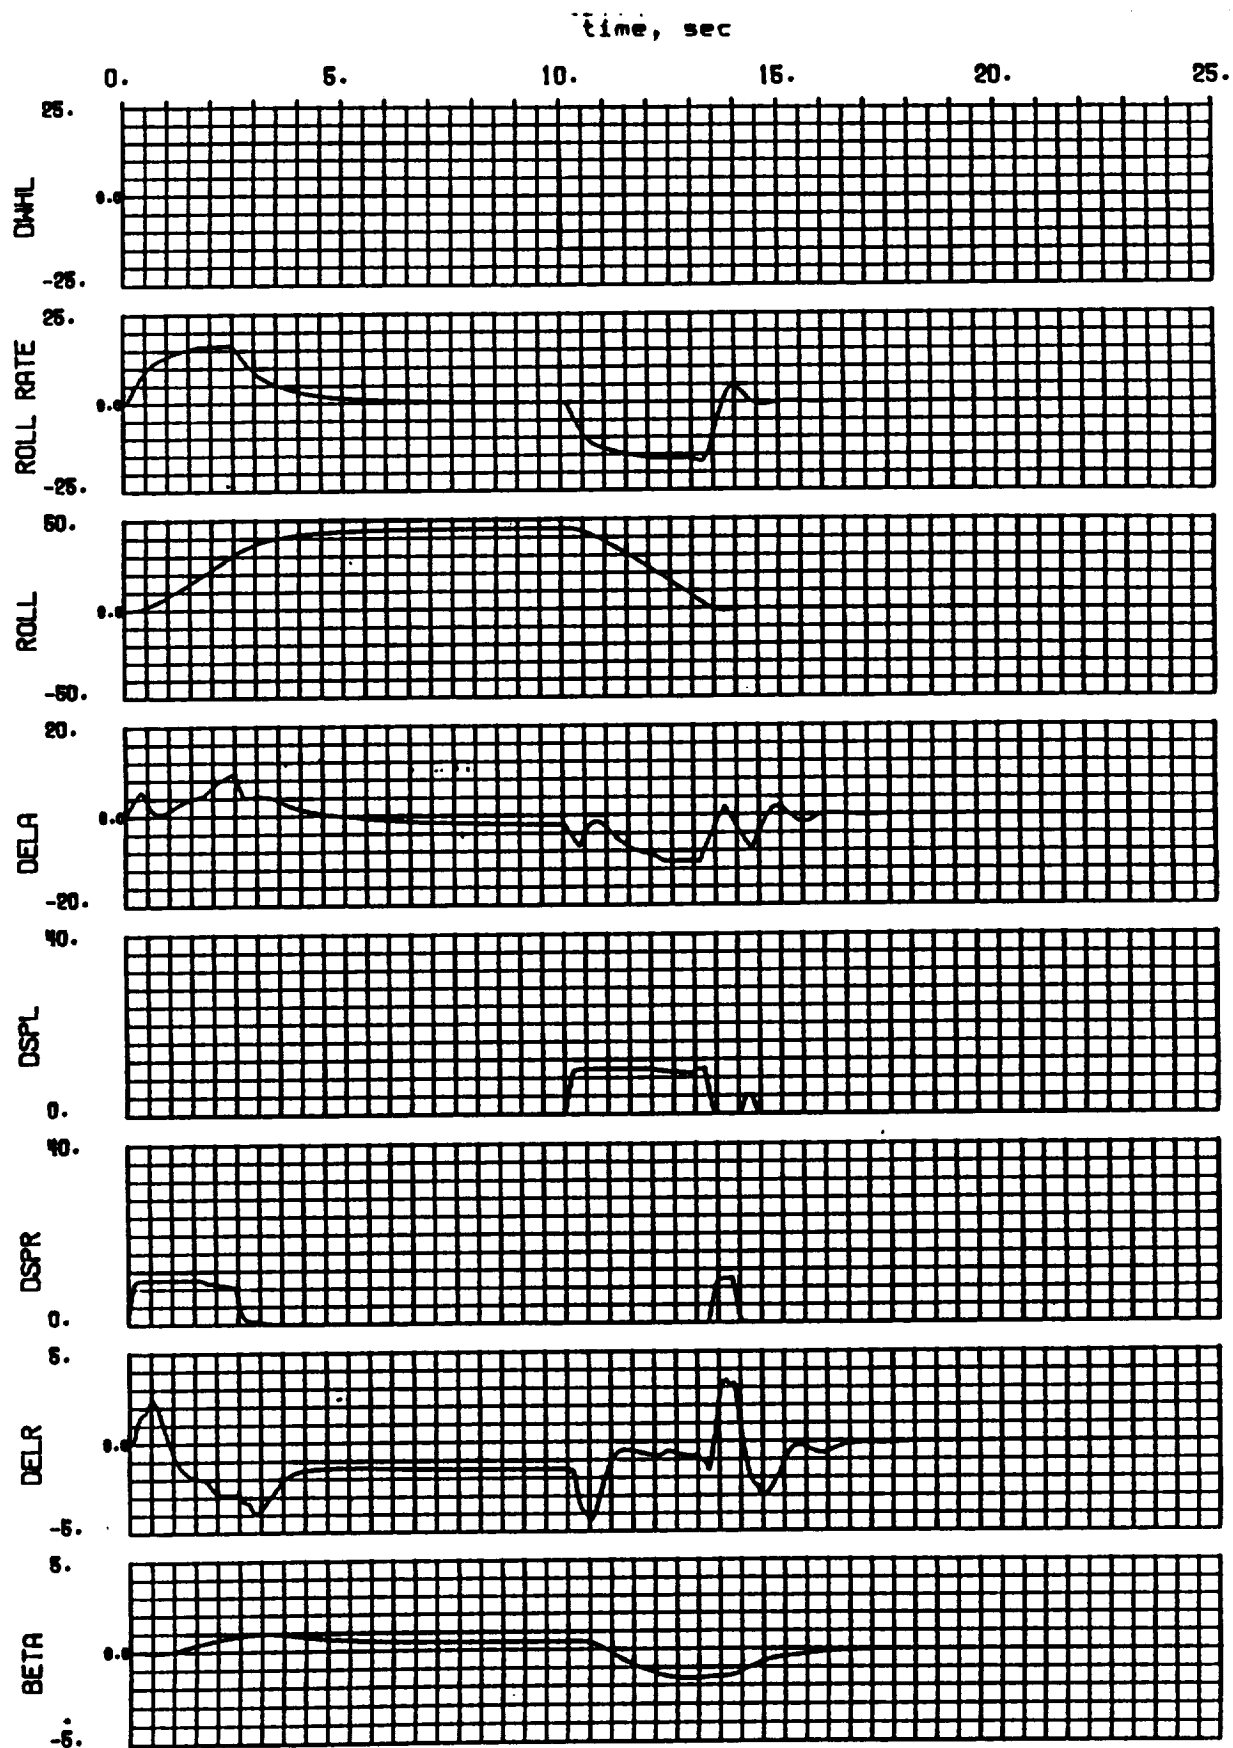 time, sec
0. 5. 10. 15. 20. 25.
25.
DWHL
0.0
-25.
25.
ROLL RATE
0.0
-25.
50.
ROLL
0.0
-50.
20.
DELA
0.0
-20.
40.
DSPL
0.
40.
DSPR
0.
5.
DELR
0.0
-5.
5.
BETA
0.0
-5.